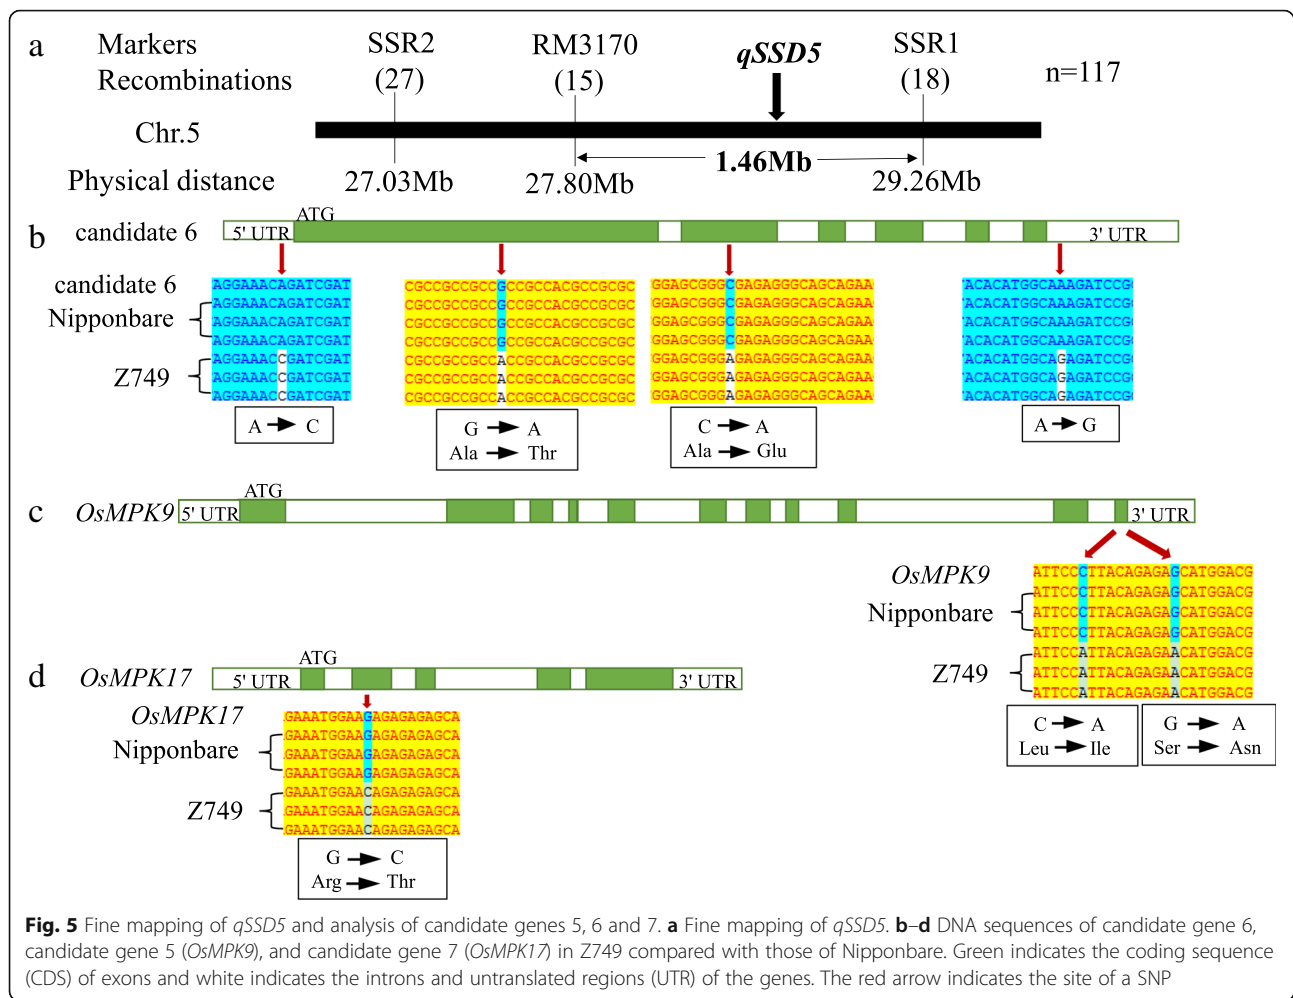 a
Markers SSR2 RM3170 qSSD5 SSR1
Recombinations (27) (15) (18) n=117
Chr.5
1.46Mb
Physical distance 27.03Mb 27.80Mb 29.26Mb
b candidate 6 5' UTR ATG 3' UTR
candidate 6
Nipponbare
Z749
AGGAAACAGATCGAT
AGGAAACAGATCGAT
AGGAAACAGATCGAT
AGGAAACAGATCGAT
AGGAAACCGATCGAT
AGGAAACCGATCGAT
AGGAAACCGATCGAT
A → C
CGCCGCCGCCGCCGCCACGCCGCGC
CGCCGCCGCCGCCGCCACGCCGCGC
CGCCGCCGCCGCCGCCACGCCGCGC
CGCCGCCGCCGCCGCCACGCCGCGC
CGCCGCCGCCACCGCCACGCCGCGC
CGCCGCCGCCACCGCCACGCCGCGC
CGCCGCCGCCACCGCCACGCCGCGC
G → A
Ala → Thr
GGAGCGGGCGAGAGGGCAGCAGAA
GGAGCGGGCGAGAGGGCAGCAGAA
GGAGCGGGCGAGAGGGCAGCAGAA
GGAGCGGGCGAGAGGGCAGCAGAA
GGAGCGGGAGAGAGGGCAGCAGAA
GGAGCGGGAGAGAGGGCAGCAGAA
GGAGCGGGAGAGAGGGCAGCAGAA
C → A
Ala → Glu
ACACATGGCAAAGATCCG
ACACATGGCAAAGATCCG
ACACATGGCAAAGATCCG
ACACATGGCAAAGATCCG
ACACATGGCAGAGATCCG
ACACATGGCAGAGATCCG
ACACATGGCAGAGATCCG
A → G
c OsMPK9 5' UTR ATG 3' UTR
OsMPK9
Nipponbare
Z749
ATTCCCTTACAGAGAGCATGGACG
ATTCCCTTACAGAGAGCATGGACG
ATTCCCTTACAGAGAGCATGGACG
ATTCCCTTACAGAGAGCATGGACG
ATTCCATTACAGAGAACATGGACG
ATTCCATTACAGAGAACATGGACG
ATTCCATTACAGAGAACATGGACG
C → A
Leu → Ile
G → A
Ser → Asn
d OsMPK17 5' UTR ATG 3' UTR
OsMPK17
Nipponbare
Z749
GAAATGGAAGAGAGAGAGCA
GAAATGGAAGAGAGAGAGCA
GAAATGGAAGAGAGAGAGCA
GAAATGGAAGAGAGAGAGCA
GAAATGGAACAGAGAGAGCA
GAAATGGAACAGAGAGAGCA
GAAATGGAACAGAGAGAGCA
G → C
Arg → Thr
Fig. 5 Fine mapping of qSSD5 and analysis of candidate genes 5, 6 and 7. a Fine mapping of qSSD5. b–d DNA sequences of candidate gene 6,
candidate gene 5 (OsMPK9), and candidate gene 7 (OsMPK17) in Z749 compared with those of Nipponbare. Green indicates the coding sequence
(CDS) of exons and white indicates the introns and untranslated regions (UTR) of the genes. The red arrow indicates the site of a SNP